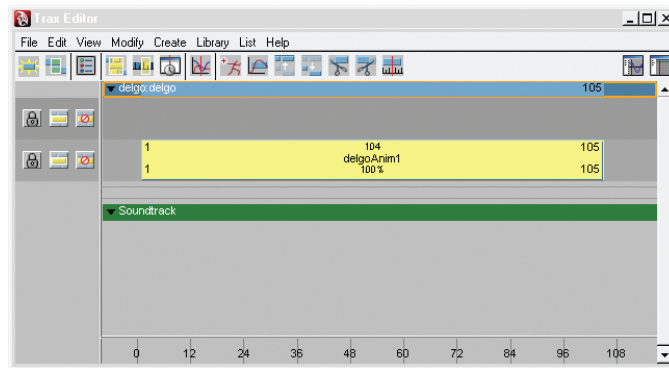 Trax Editor
File Edit View Modify Create Library List Help
delgo:delgo 105
1 104 105
delgoAnim1
1 100% 105
Soundtrack
0 12 24 36 48 60 72 84 96 108